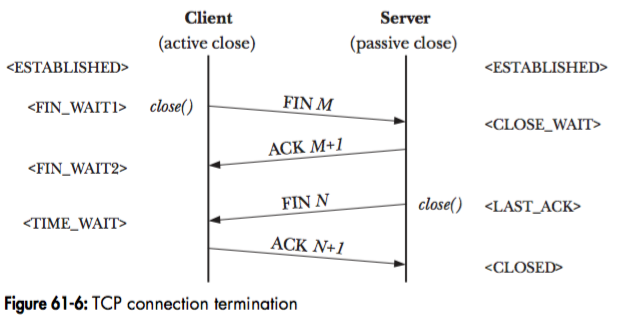 Client Server
(active close) (passive close)
<ESTABLISHED> <ESTABLISHED>
<FIN_WAIT1> close() FIN M
<CLOSE_WAIT>
ACK M+1
<FIN_WAIT2>
FIN N close() <LAST_ACK>
<TIME_WAIT>
ACK N+1
<CLOSED>
Figure 61-6: TCP connection termination